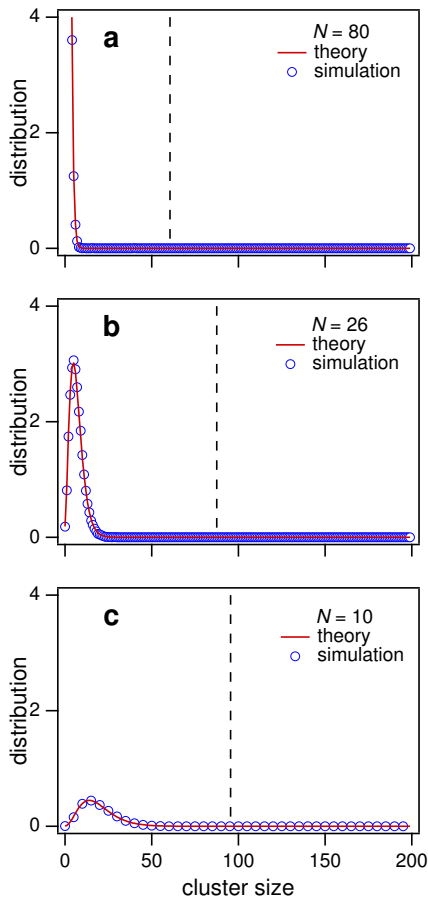 4
a
N = 80
theory
simulation
distribution
2
0
4
b
N = 26
theory
simulation
distribution
2
0
4
c
N = 10
theory
simulation
distribution
2
0
0 50 100 150 200
cluster size